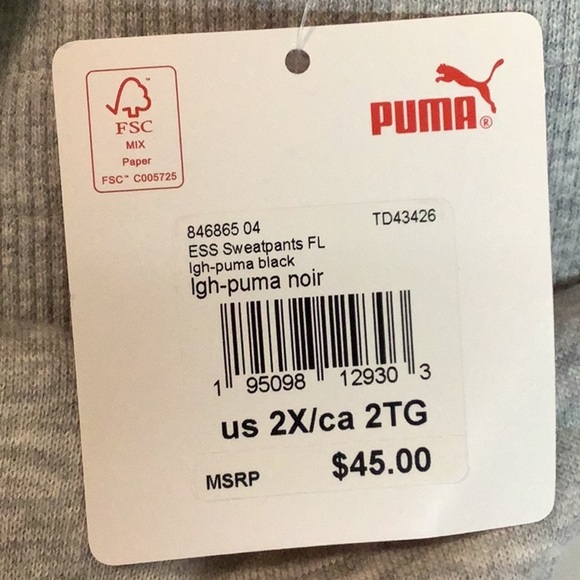 FSC™
MIX
Paper
FSC™ C005725
PUMA®
846865 04 TD43426
ESS Sweatpants FL
lgh-puma black
lgh-puma noir
1 95098 12930 3
us 2X/ca 2TG
MSRP $45.00